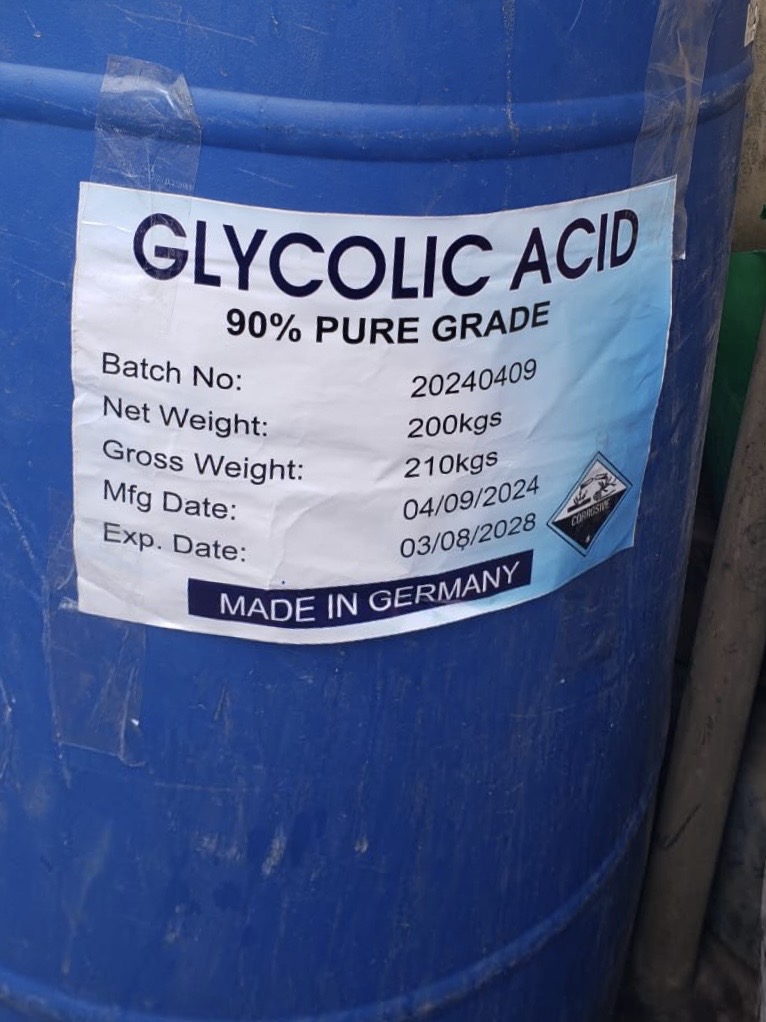 GLYCOLIC ACID
90% PURE GRADE
Batch No: 20240409
Net Weight: 200kgs
Gross Weight: 210kgs
Mfg Date: 04/09/2024
Exp. Date: 03/08/2028
CORROSIVE
MADE IN GERMANY